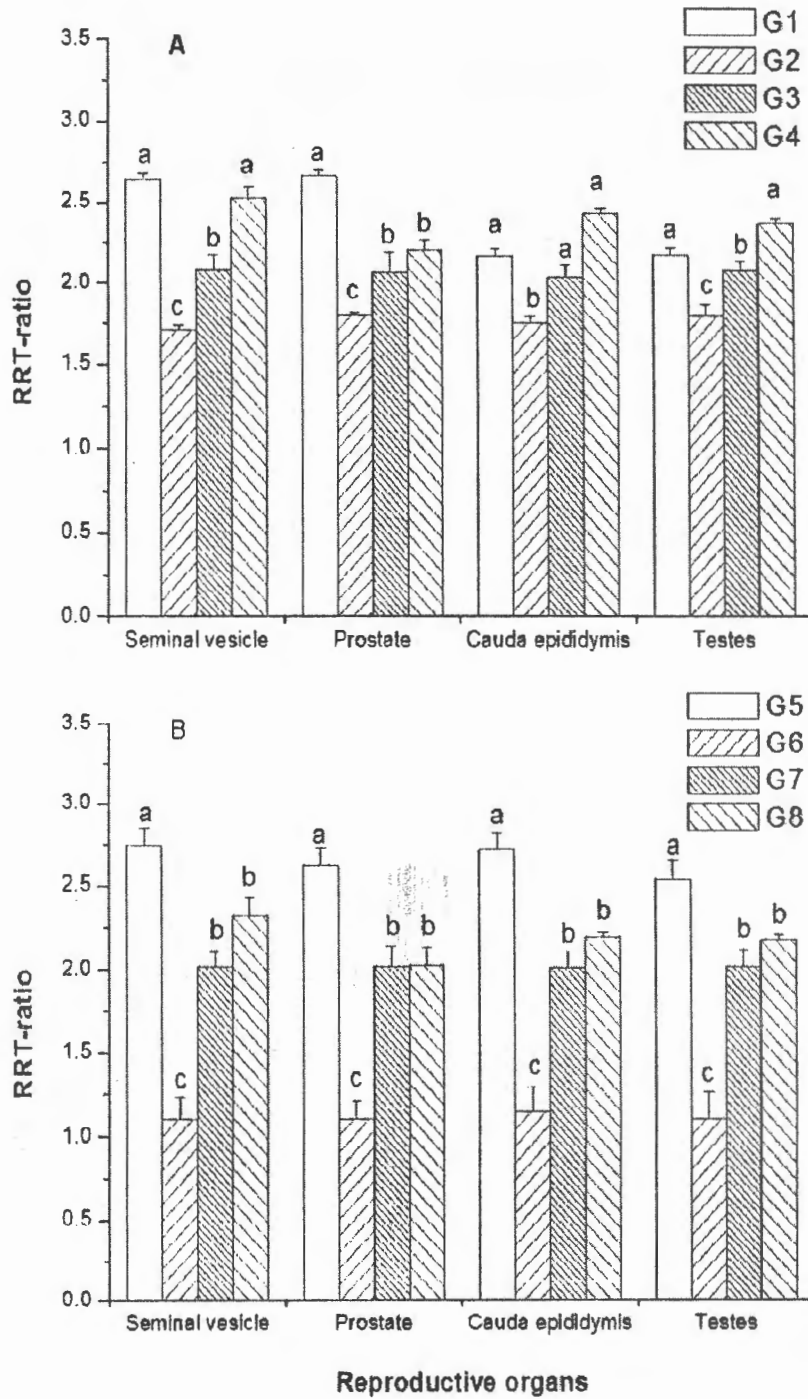 A
G1
G2
G3
G4
3.5
3.0
2.5
2.0
1.5
1.0
0.5
0.0
RRT-ratio
a c b a
a c b b
a b a a
a c b a
Seminal vesicle Prostate Cauda epididymis Testes
B
G5
G6
G7
G8
3.5
3.0
2.5
2.0
1.5
1.0
0.5
0.0
RRT-ratio
a c b b
a c b b
a c b b
a c b b
Seminal vesicle Prostate Cauda epididymis Testes
Reproductive organs